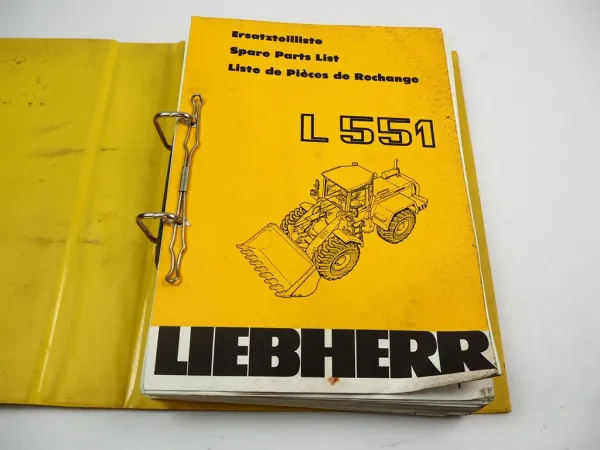 Ersatzteilliste
Spare Parts List
Liste de Pièces de Rechange
L 551
LIEBHERR